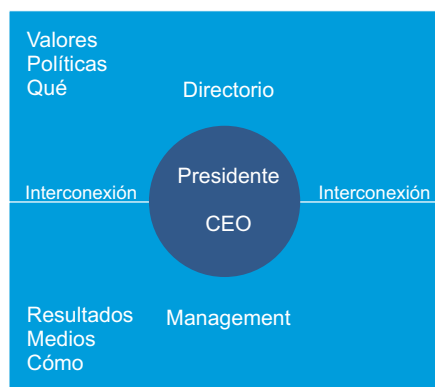 Valores
Políticas
Qué
Directorio
Presidente
Interconexión
Interconexión
CEO
Resultados
Medios
Cómo
Management